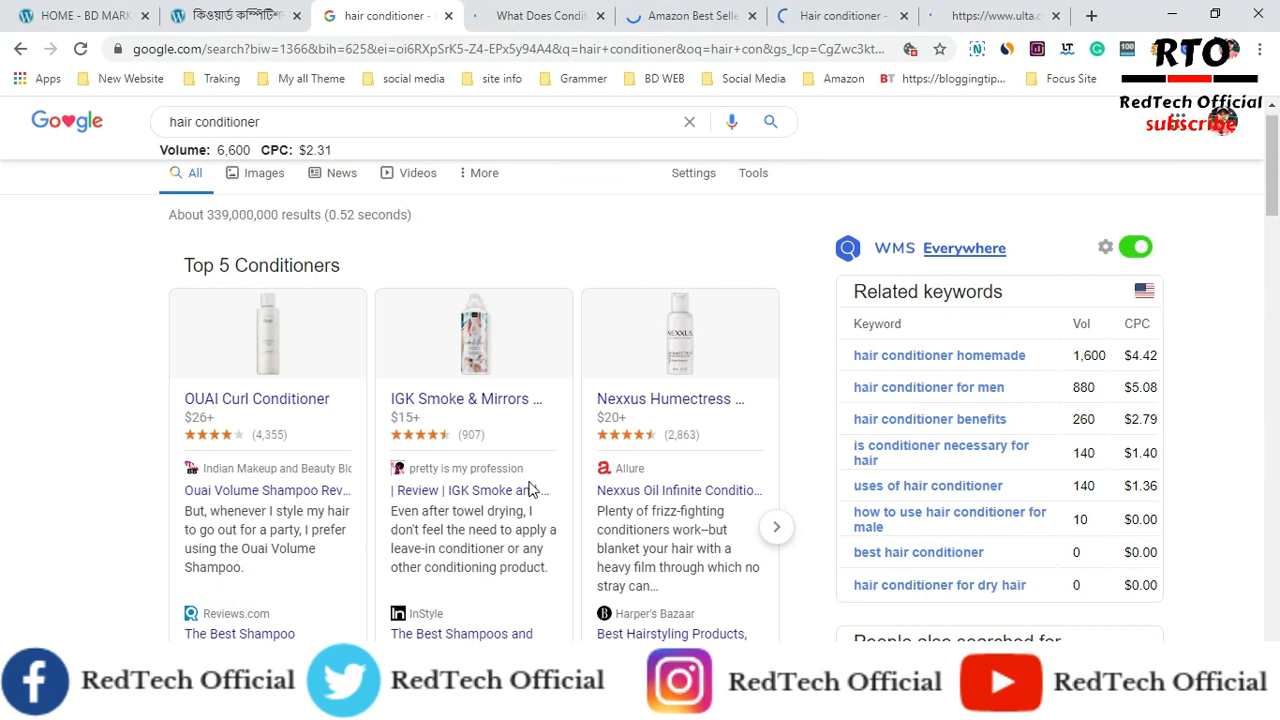 HOME - BD MARK
কিওয়ার্ড কম্পিটিশন
hair conditioner -
What Does Condit
Amazon Best Selle
Hair conditioner -
https://www.ulta.c
google.com/search?biw=1366&bih=625&ei=oi6RXpSrK5-Z4-EPx5y94A4&q=hair+conditioner&oq=hair+con&gs_lcp=CgZwc3kt...
Apps
New Website
Traking
My all Theme
social media
site info
Grammer
BD WEB
Social Media
Amazon
BT https://bloggingtip...
Focus Site
RTO
RedTech Official
subscribe
Google
hair conditioner
Volume: 6,600 CPC: $2.31
All
Images
News
Videos
More
Settings
Tools
About 339,000,000 results (0.52 seconds)
Top 5 Conditioners
NEXXUS
OUAI Curl Conditioner
$26+
(4,355)
Indian Makeup and Beauty Blo
Ouai Volume Shampoo Rev...
But, whenever I style my hair
to go out for a party, I prefer
using the Ouai Volume
Shampoo.
Reviews.com
The Best Shampoo
IGK Smoke & Mirrors ...
$15+
(907)
pretty is my profession
| Review | IGK Smoke and ...
Even after towel drying, I
don't feel the need to apply a
leave-in conditioner or any
other conditioning product.
in InStyle
The Best Shampoos and
Nexxus Humectress ...
$20+
(2,863)
a. Allure
Nexxus Oil Infinite Conditio...
Plenty of frizz-fighting
conditioners work–but
blanket your hair with a
heavy film through which no
stray can...
B Harper's Bazaar
Best Hairstyling Products,
WMS Everywhere
Related keywords
Keyword Vol CPC
hair conditioner homemade 1,600 $4.42
hair conditioner for men 880 $5.08
hair conditioner benefits 260 $2.79
is conditioner necessary for
hair 140 $1.40
uses of hair conditioner 140 $1.36
how to use hair conditioner for
male 10 $0.00
best hair conditioner 0 $0.00
hair conditioner for dry hair 0 $0.00
People also searched for
RedTech Official
RedTech Official
RedTech Official
RedTech Official